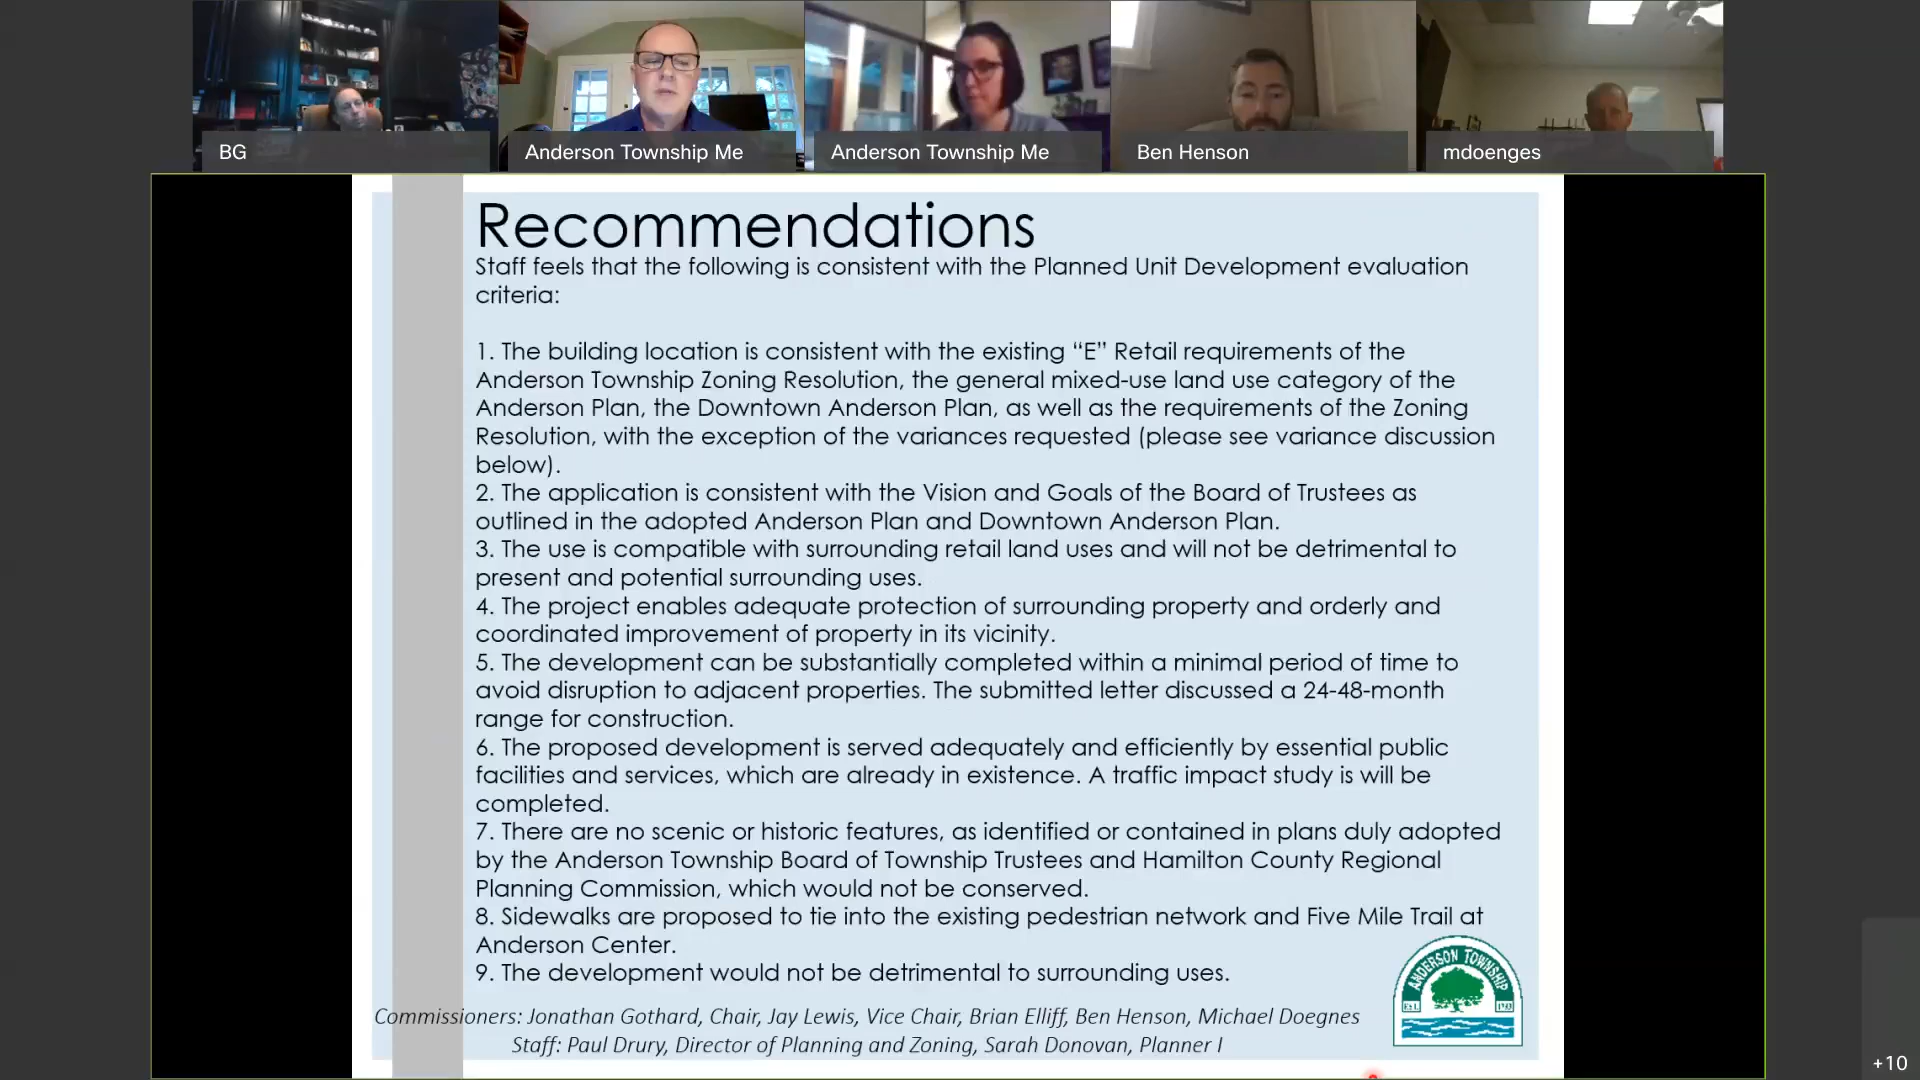 BG
Anderson Township Me
Anderson Township Me
Ben Henson
mdoenges
Recommendations
Staff feels that the following is consistent with the Planned Unit Development evaluation
criteria:
1. The building location is consistent with the existing “E” Retail requirements of the
Anderson Township Zoning Resolution, the general mixed-use land use category of the
Anderson Plan, the Downtown Anderson Plan, as well as the requirements of the Zoning
Resolution, with the exception of the variances requested (please see variance discussion
below).
2. The application is consistent with the Vision and Goals of the Board of Trustees as
outlined in the adopted Anderson Plan and Downtown Anderson Plan.
3. The use is compatible with surrounding retail land uses and will not be detrimental to
present and potential surrounding uses.
4. The project enables adequate protection of surrounding property and orderly and
coordinated improvement of property in its vicinity.
5. The development can be substantially completed within a minimal period of time to
avoid disruption to adjacent properties. The submitted letter discussed a 24-48-month
range for construction.
6. The proposed development is served adequately and efficiently by essential public
facilities and services, which are already in existence. A traffic impact study is will be
completed.
7. There are no scenic or historic features, as identified or contained in plans duly adopted
by the Anderson Township Board of Township Trustees and Hamilton County Regional
Planning Commission, which would not be conserved.
8. Sidewalks are proposed to tie into the existing pedestrian network and Five Mile Trail at
Anderson Center.
9. The development would not be detrimental to surrounding uses.
ANDERSON TOWNSHIP
EST.
Commissioners: Jonathan Gothard, Chair, Jay Lewis, Vice Chair, Brian Elliff, Ben Henson, Michael Doegnes
Staff: Paul Drury, Director of Planning and Zoning, Sarah Donovan, Planner I
+10